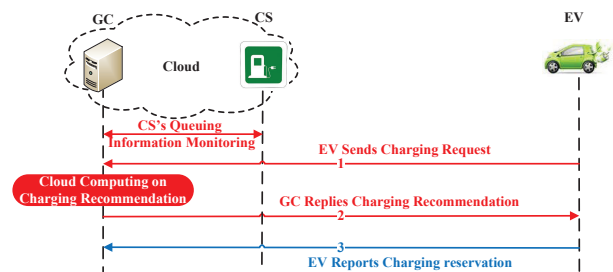 GC
CS
EV
Cloud
CS's Queuing
Information Monitoring
EV Sends Charging Request
1
Cloud Computing on
Charging Recommendation
GC Replies Charging Recommendation
2
3
EV Reports Charging reservation